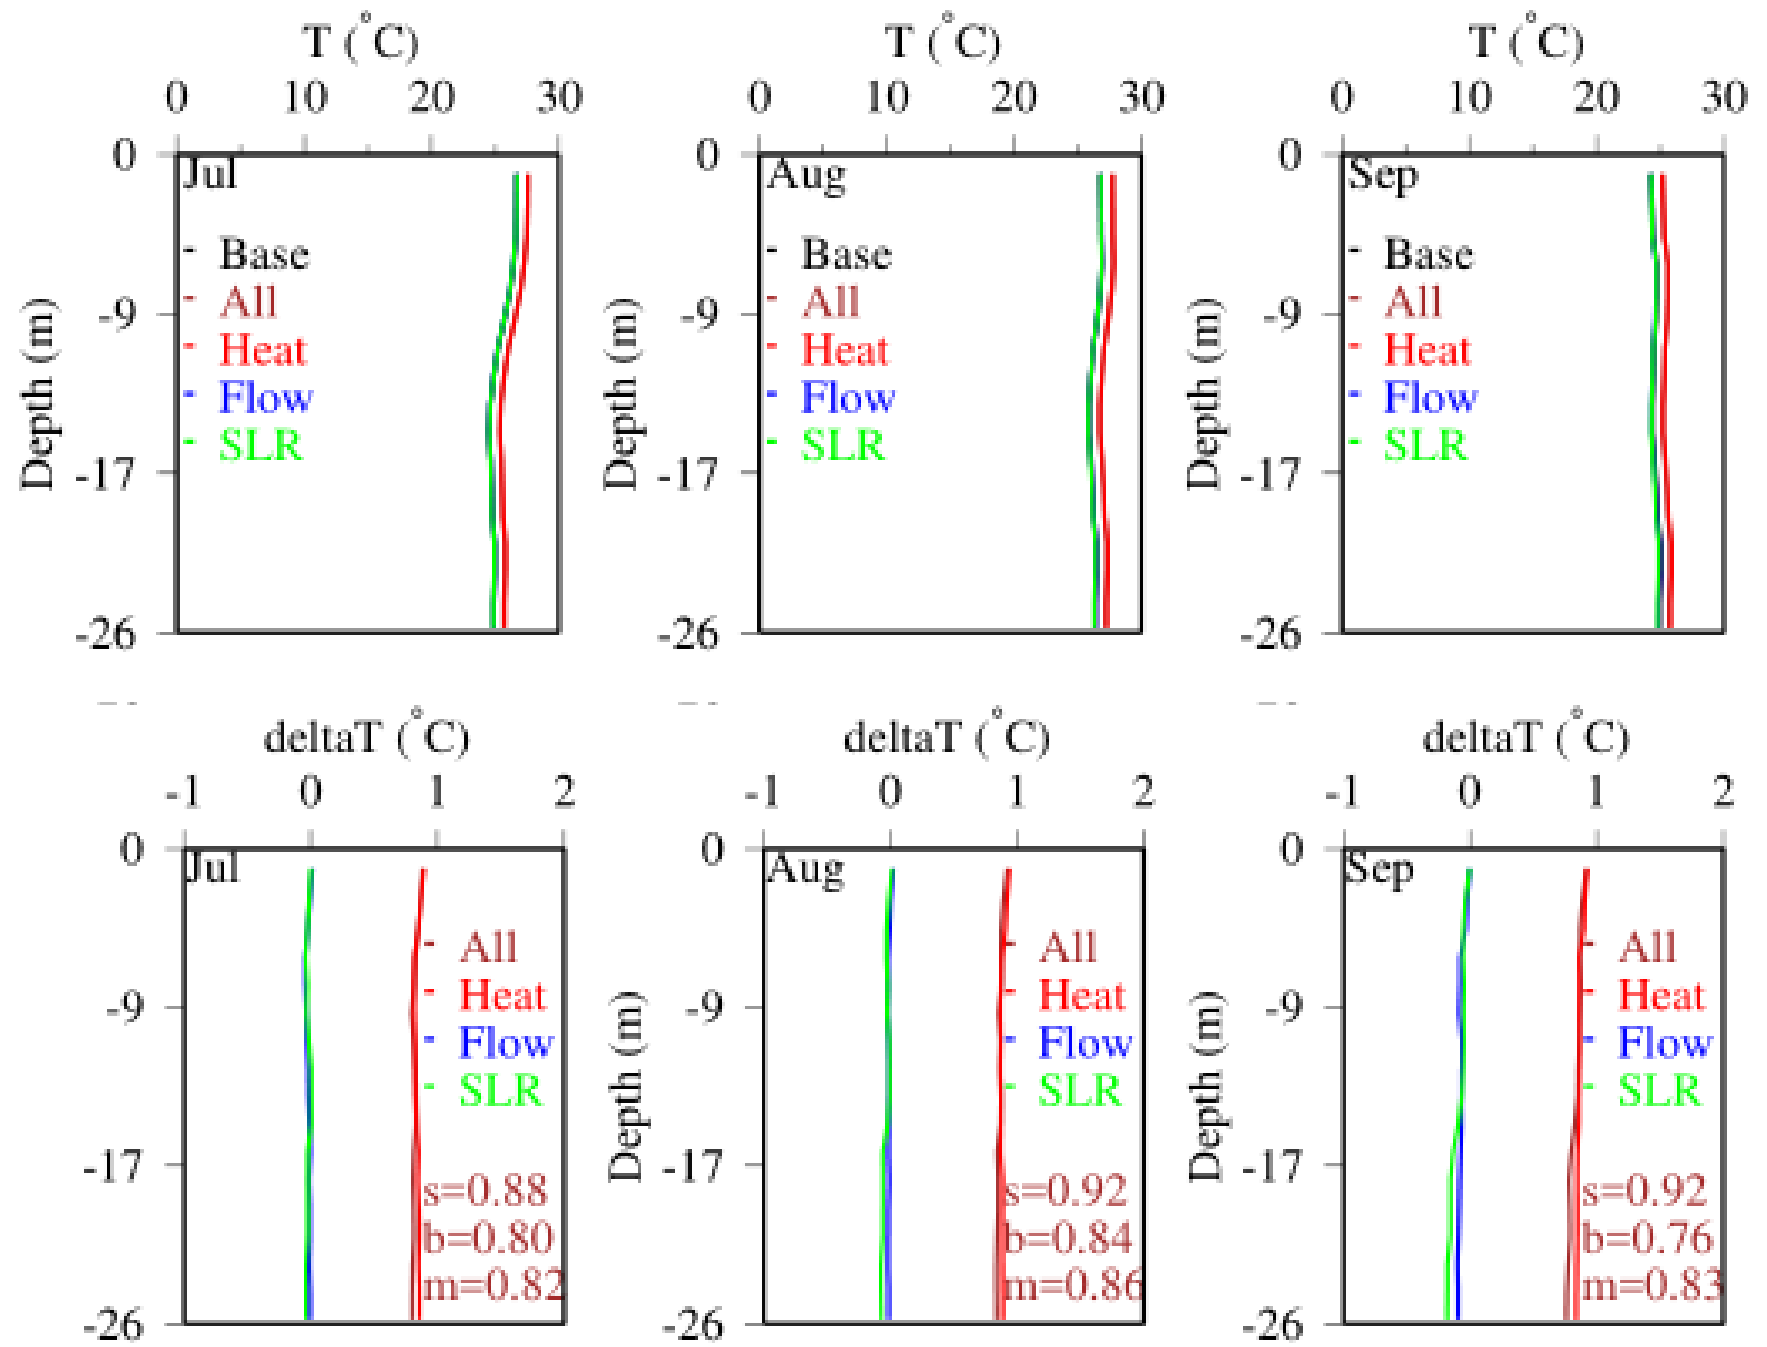 T (°C) T (°C) T (°C)
0 10 20 30 0 10 20 30 0 10 20 30
0 Jul 0 Aug 0 Sep
Base Base Base
All All All
-9 -9 -9
Heat Heat Heat
Flow Flow Flow
SLR SLR SLR
-17 -17 -17
Depth (m) Depth (m) Depth (m)
-26 -26 -26
deltaT (°C) deltaT (°C) deltaT (°C)
-1 0 1 2 -1 0 1 2 -1 0 1 2
0 Jul 0 Aug 0 Sep
All All All
-9 Heat -9 Heat -9 Heat
Flow Flow Flow
SLR SLR SLR
Depth (m) Depth (m)
-17 -17 -17
s=0.88 s=0.92 s=0.92
b=0.80 b=0.84 b=0.76
m=0.82 m=0.86 m=0.83
-26 -26 -26